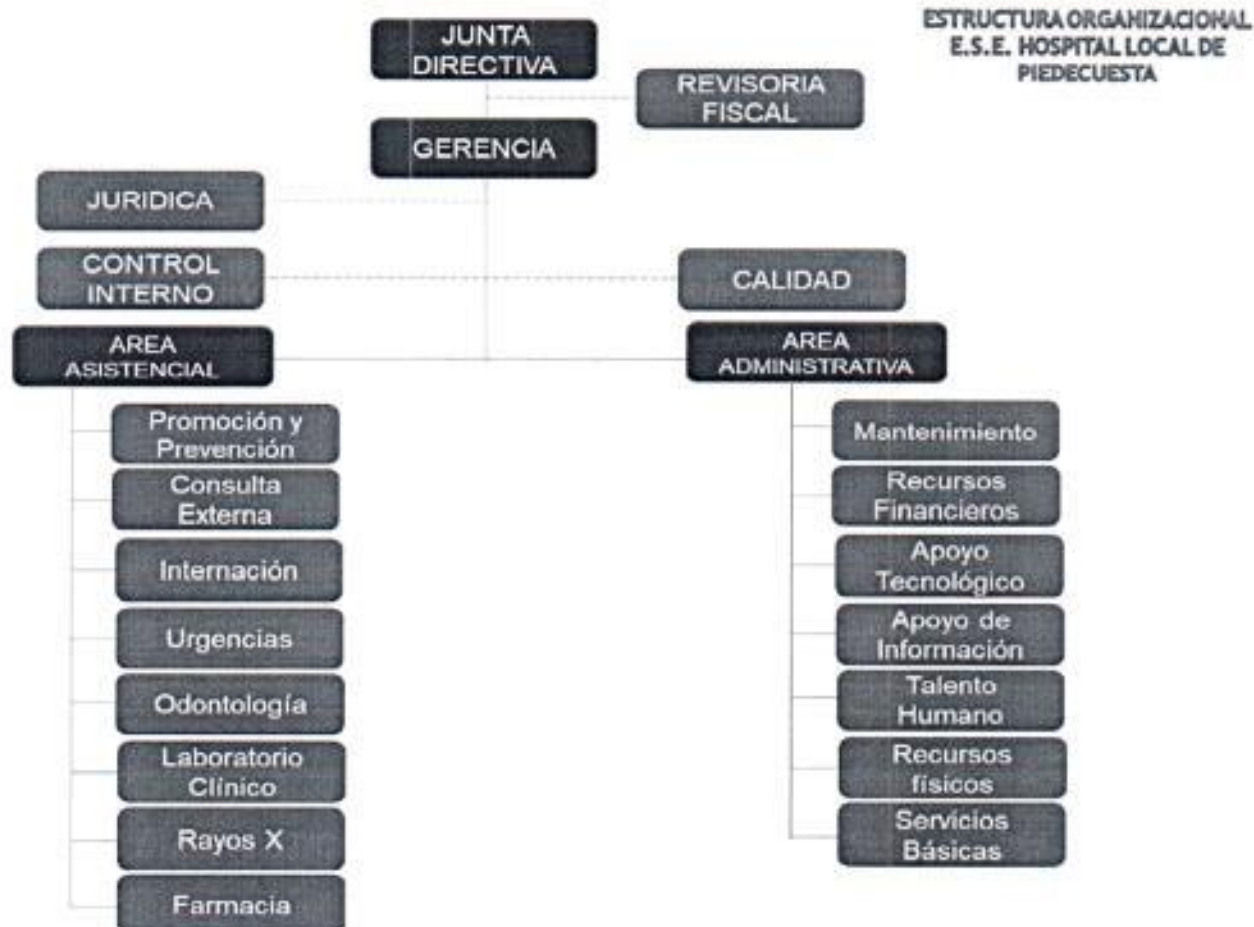 ESTRUCTURA ORGANIZACIONAL
E.S.E. HOSPITAL LOCAL DE
PIEDECUESTA
JUNTA
DIRECTIVA
REVISORIA
FISCAL
GERENCIA
JURIDICA
CONTROL
INTERNO
CALIDAD
AREA
ASISTENCIAL
AREA
ADMINISTRATIVA
Promoción y
Prevención
Consulta
Externa
Internación
Urgencias
Odontología
Laboratorio
Clínico
Rayos X
Farmacia
Mantenimiento
Recursos
Financieros
Apoyo
Tecnológico
Apoyo de
Información
Talento
Humano
Recursos
físicos
Servicios
Básicas